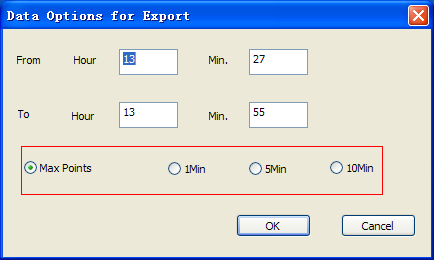 Data Options for Export
From Hour 13 Min. 27
To Hour 13 Min. 55
Max Points 1Min 5Min 10Min
OK Cancel